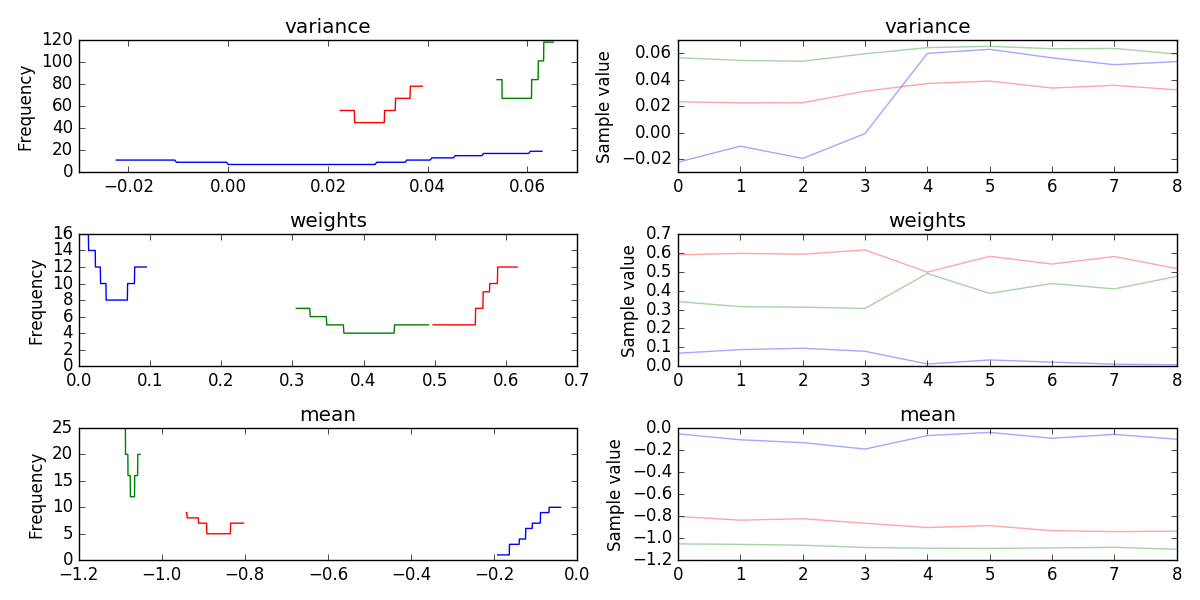 variance
Frequency
120
100
80
60
40
20
0
−0.02 0.00 0.02 0.04 0.06
variance
Sample value
0.06
0.04
0.02
0.00
−0.02
0 1 2 3 4 5 6 7 8
weights
Frequency
16
14
12
10
8
6
4
2
0
0.0 0.1 0.2 0.3 0.4 0.5 0.6 0.7
weights
Sample value
0.7
0.6
0.5
0.4
0.3
0.2
0.1
0.0
0 1 2 3 4 5 6 7 8
mean
Frequency
25
20
15
10
5
0
−1.2 −1.0 −0.8 −0.6 −0.4 −0.2 0.0
mean
Sample value
0.0
−0.2
−0.4
−0.6
−0.8
−1.0
−1.2
0 1 2 3 4 5 6 7 8